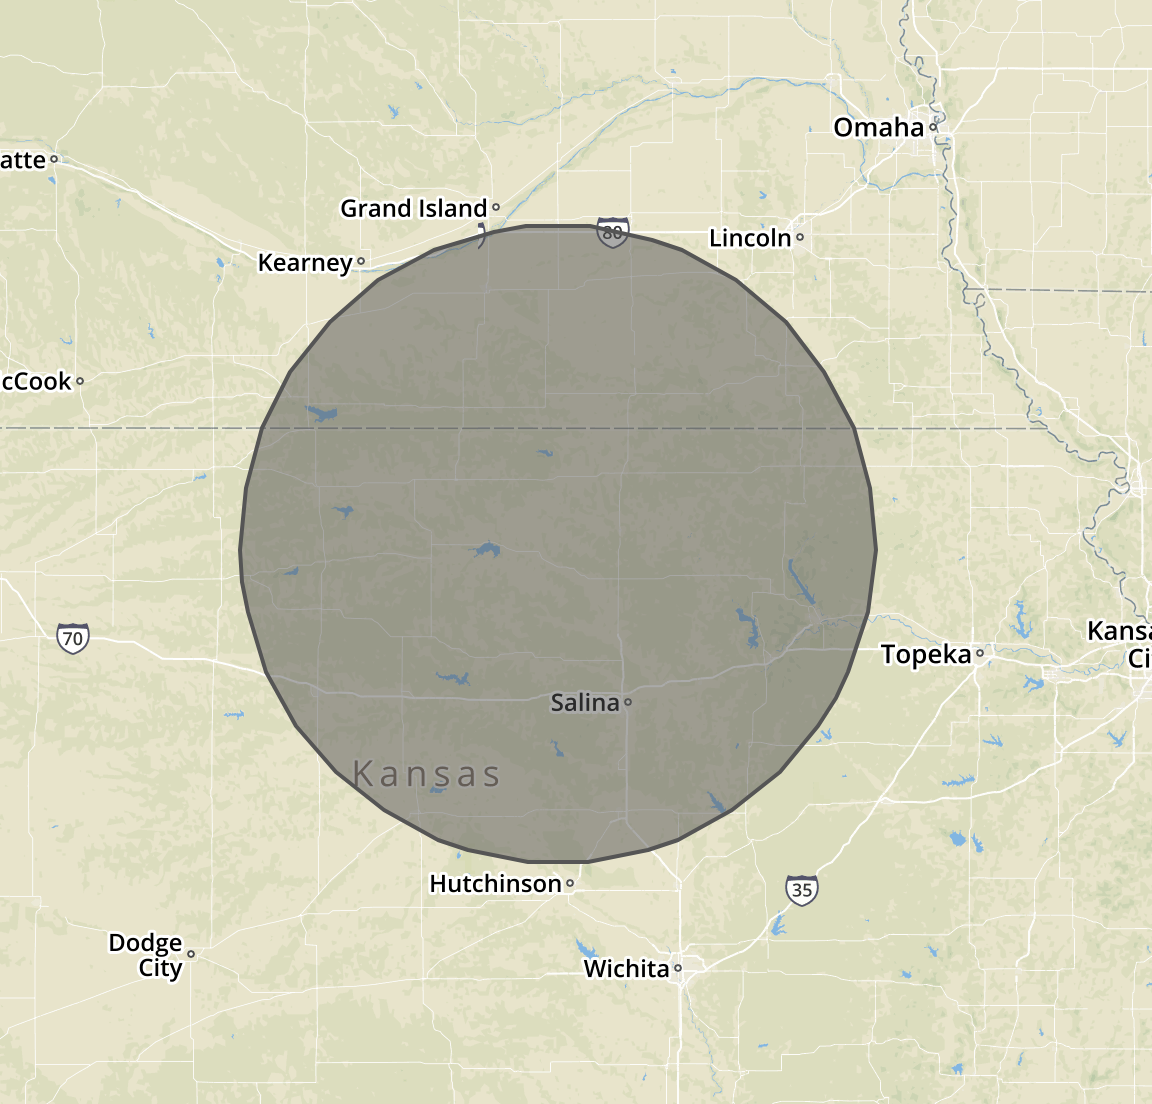 Omaha
atte
Grand Island
80
Lincoln
Kearney
cCook
Kansa
Ci
70
Topeka
Salina
Kansas
Hutchinson
35
Dodge
City
Wichita